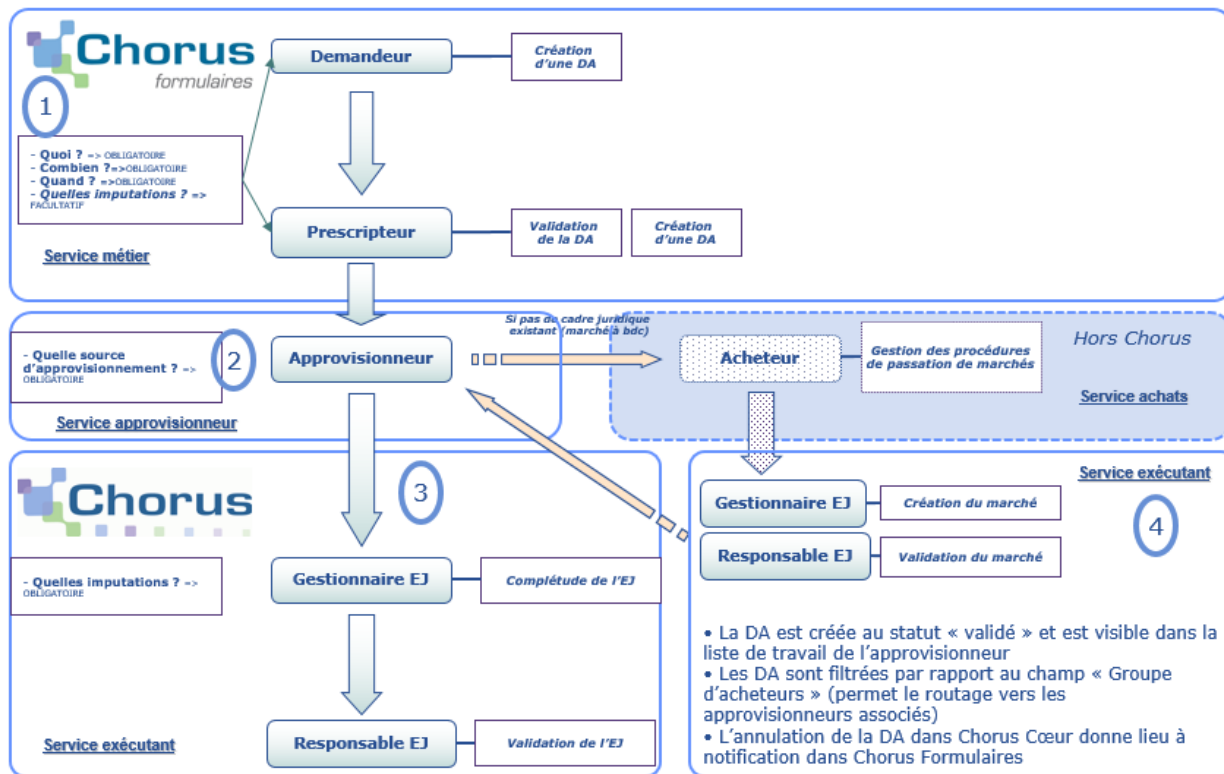 Chorus
formulaires
1
Demandeur
Création
d'une DA
- Quoi ? => OBLIGATOIRE
- Combien ?=>OBLIGATOIRE
- Quand ? =>OBLIGATOIRE
- Quelles imputations ? =>
FACULTATIF
Service métier
Prescripteur
Validation
de la DA
Création
d'une DA
- Quelle source
d'approvisionnement ? =>
OBLIGATOIRE
2
Service approvisionneur
Approvisionneur
Si pas de cadre juridique
existant (marché à bdc)
Acheteur
Gestion des procédures
de passation de marchés
Hors Chorus
Service achats
Chorus
3
- Quelles imputations ? =>
OBLIGATOIRE
Gestionnaire EJ
Complétude de l'EJ
Service exécutant
Responsable EJ
Validation de l'EJ
Service exécutant
4
Gestionnaire EJ
Création du marché
Responsable EJ
Validation du marché
• La DA est créée au statut « validé » et est visible dans la
liste de travail de l'approvisionneur
• Les DA sont filtrées par rapport au champ « Groupe
d'acheteurs » (permet le routage vers les
approvisionneurs associés)
• L'annulation de la DA dans Chorus Cœur donne lieu à
notification dans Chorus Formulaires